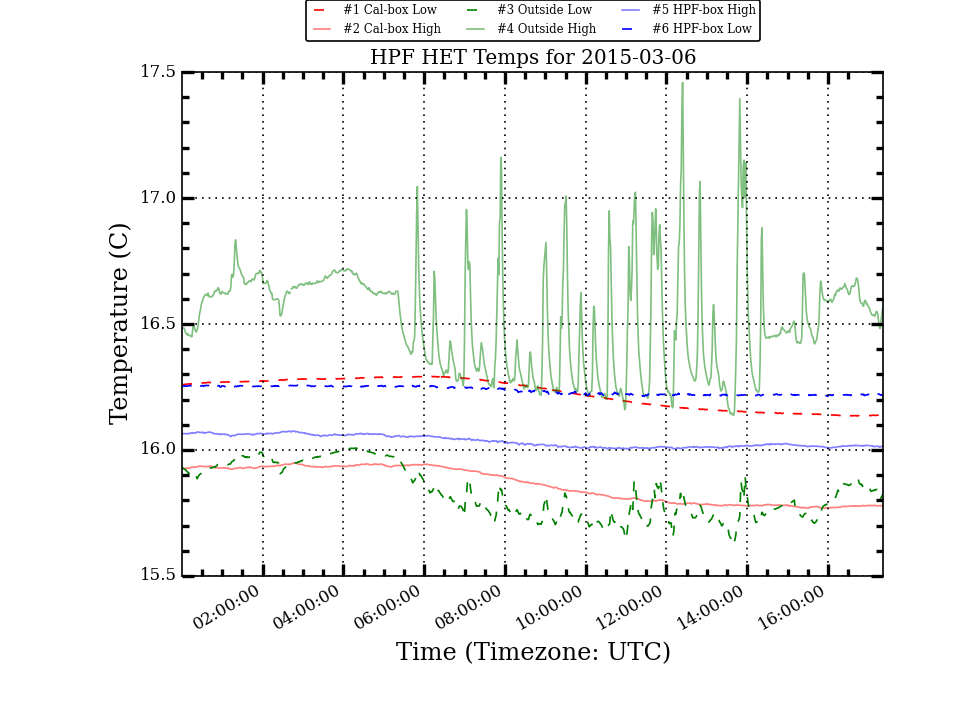 #1 Cal-box Low #3 Outside Low #5 HPF-box High
#2 Cal-box High #4 Outside High #6 HPF-box Low
HPF HET Temps for 2015-03-06
17.5
17.0
16.5
16.0
15.5
Temperature (C)
02:00:00 04:00:00 06:00:00 08:00:00 10:00:00 12:00:00 14:00:00 16:00:00
Time (Timezone: UTC)